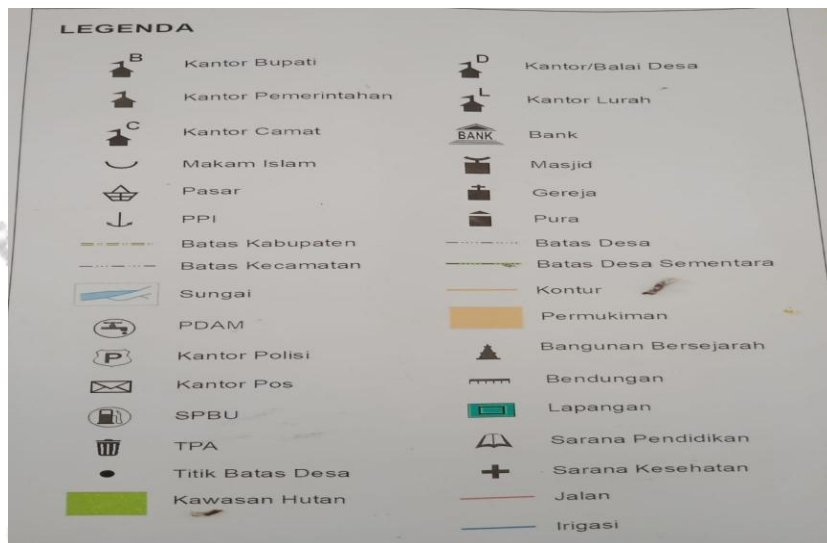 LEGENDA
B Kantor Bupati
Kantor Pemerintahan
C Kantor Camat
Makam Islam
Pasar
PPI
Batas Kabupaten
Batas Kecamatan
Sungai
PDAM
P Kantor Polisi
Kantor Pos
SPBU
TPA
Titik Batas Desa
Kawasan Hutan
D Kantor/Balai Desa
L Kantor Lurah
BANK Bank
Masjid
Gereja
Pura
Batas Desa
Batas Desa Sementara
Kontur
Permukiman
Bangunan Bersejarah
Bendungan
Lapangan
Sarana Pendidikan
Sarana Kesehatan
Jalan
Irigasi